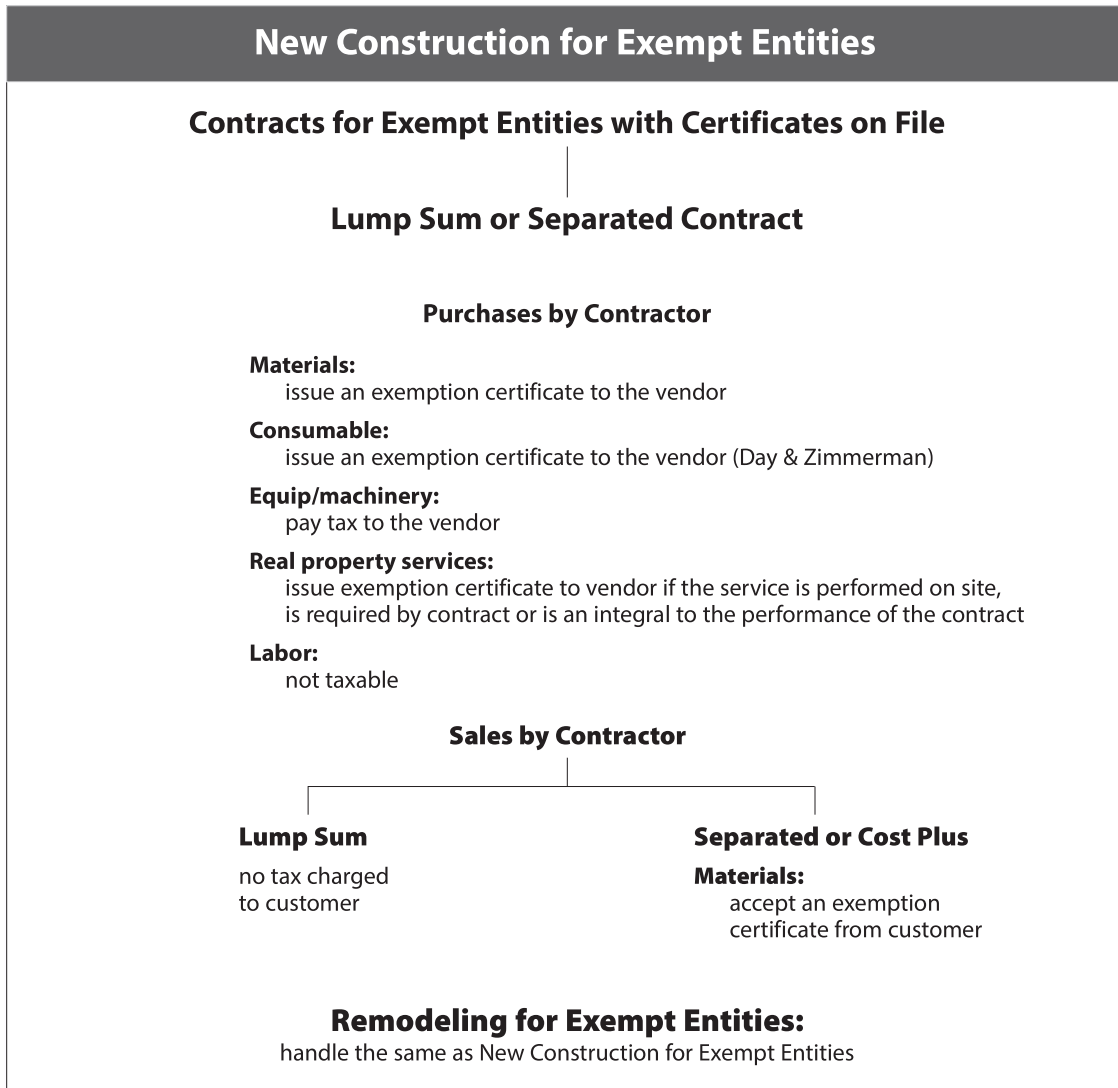 New Construction for Exempt Entities
Contracts for Exempt Entities with Certificates on File
Lump Sum or Separated Contract
Purchases by Contractor
Materials:
issue an exemption certificate to the vendor
Consumable:
issue an exemption certificate to the vendor (Day & Zimmerman)
Equip/machinery:
pay tax to the vendor
Real property services:
issue exemption certificate to vendor if the service is performed on site,
is required by contract or is an integral to the performance of the contract
Labor:
not taxable
Sales by Contractor
Lump Sum
no tax charged
to customer
Separated or Cost Plus
Materials:
accept an exemption
certificate from customer
Remodeling for Exempt Entities:
handle the same as New Construction for Exempt Entities